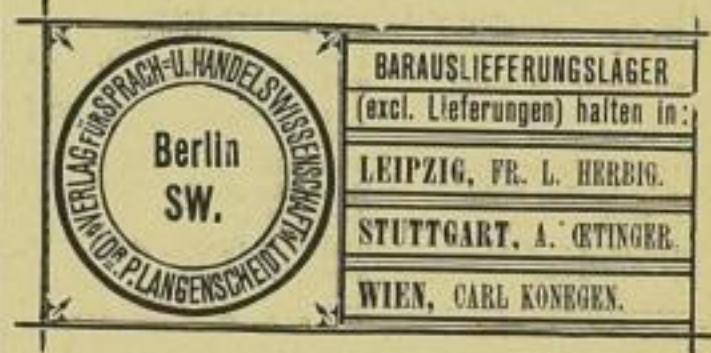 VERLAG FÜR SPRACH-U. HANDELSWISSENSCHAFT
(DR. P. LANGENSCHEIDT)
Berlin
SW.
BARAUSLIEFERUNGSLÄGER
(excl. Lieferungen) halten in:
LEIPZIG, FR. L. HERBIG.
STUTTGART, A. ŒTINGER.
WIEN, CARL KONEGEN.